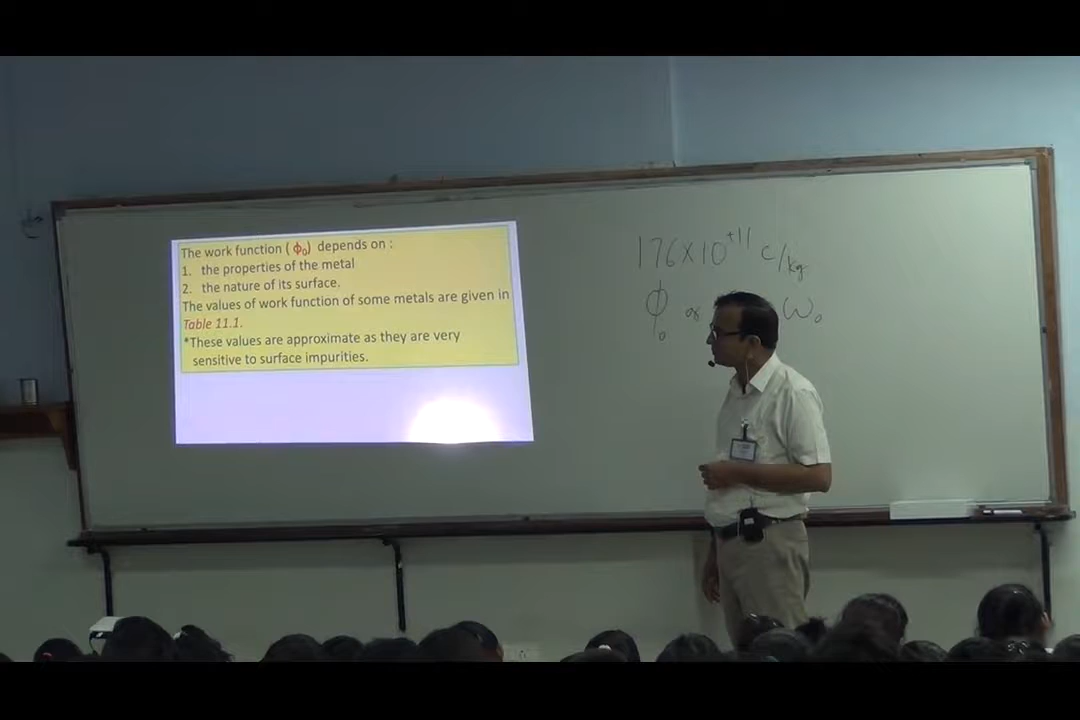 The work function ( ϕ₀) depends on :
1. the properties of the metal
2. the nature of its surface.
The values of work function of some metals are given in
Table 11.1.
*These values are approximate as they are very
sensitive to surface impurities.
176×10⁺¹¹ c/kg
ϕ₀ or ω₀